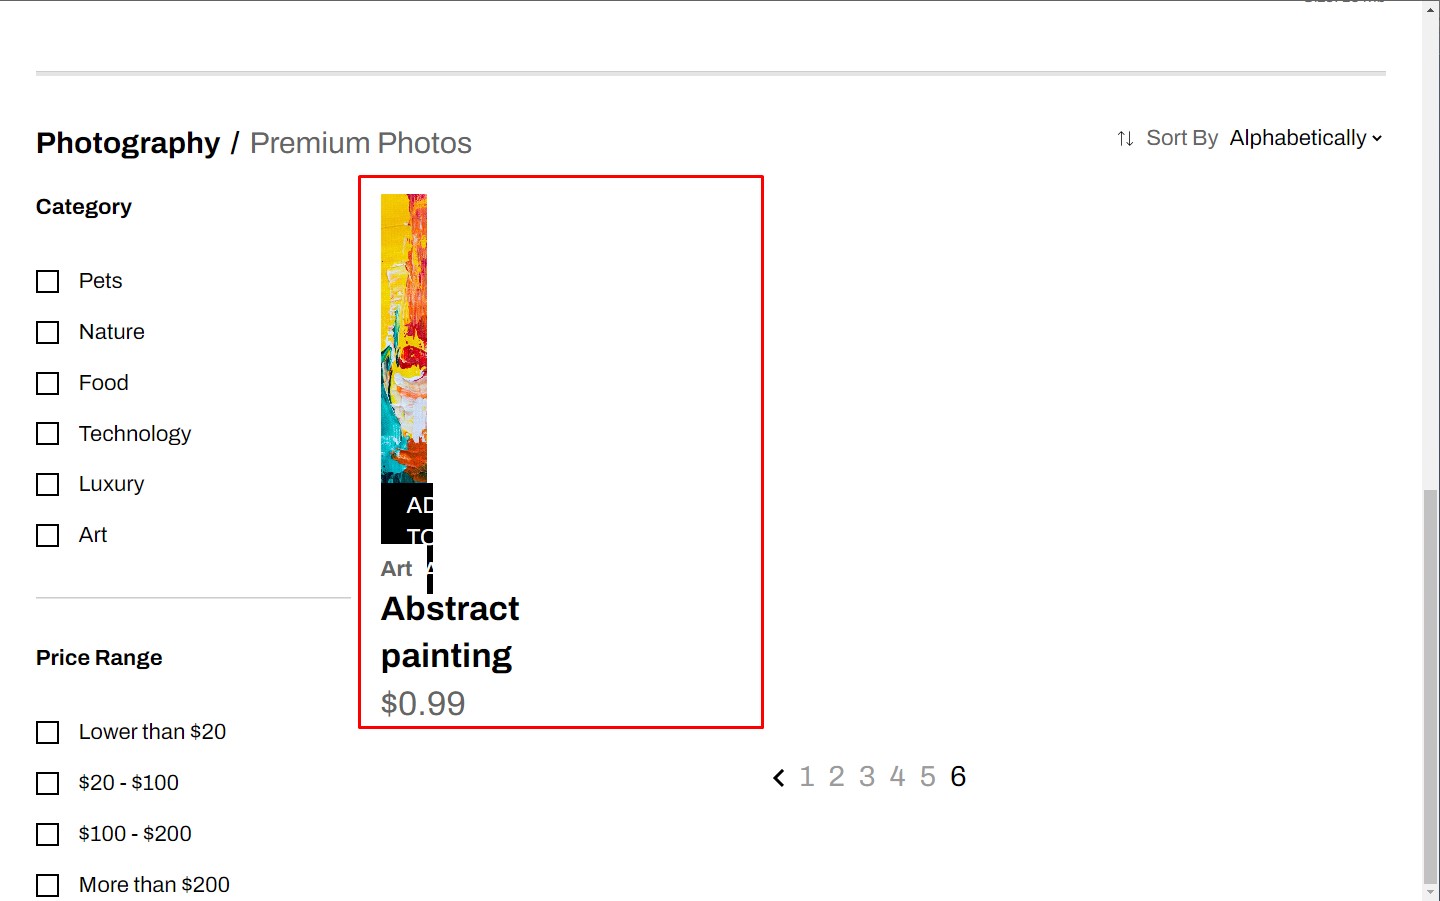 Photography / Premium Photos
Sort By Alphabetically
Category
Pets
Nature
Food
Technology
Luxury
Art
Price Range
Lower than $20
$20 - $100
$100 - $200
More than $200
AD
TO
A
Art
Abstract
painting
$0.99
1 2 3 4 5 6